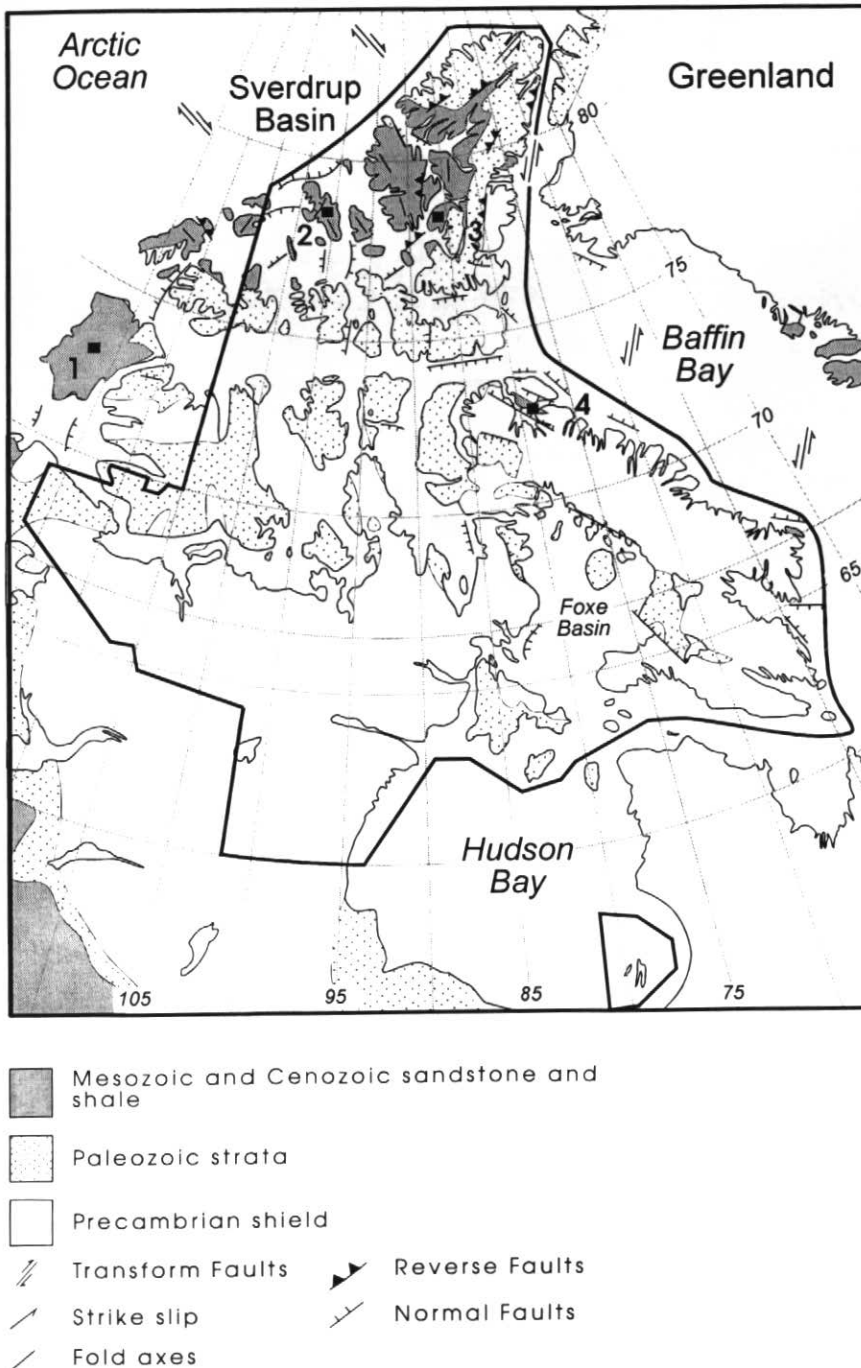 Arctic
Ocean
Sverdrup
Basin
Greenland
80
2
3
75
1
Baffin
Bay
4
70
65
Foxe
Basin
Hudson
Bay
105
95
85
75
Mesozoic and Cenozoic sandstone and
shale
Paleozoic strata
Precambrian shield
Transform Faults
Reverse Faults
Strike slip
Normal Faults
Fold axes